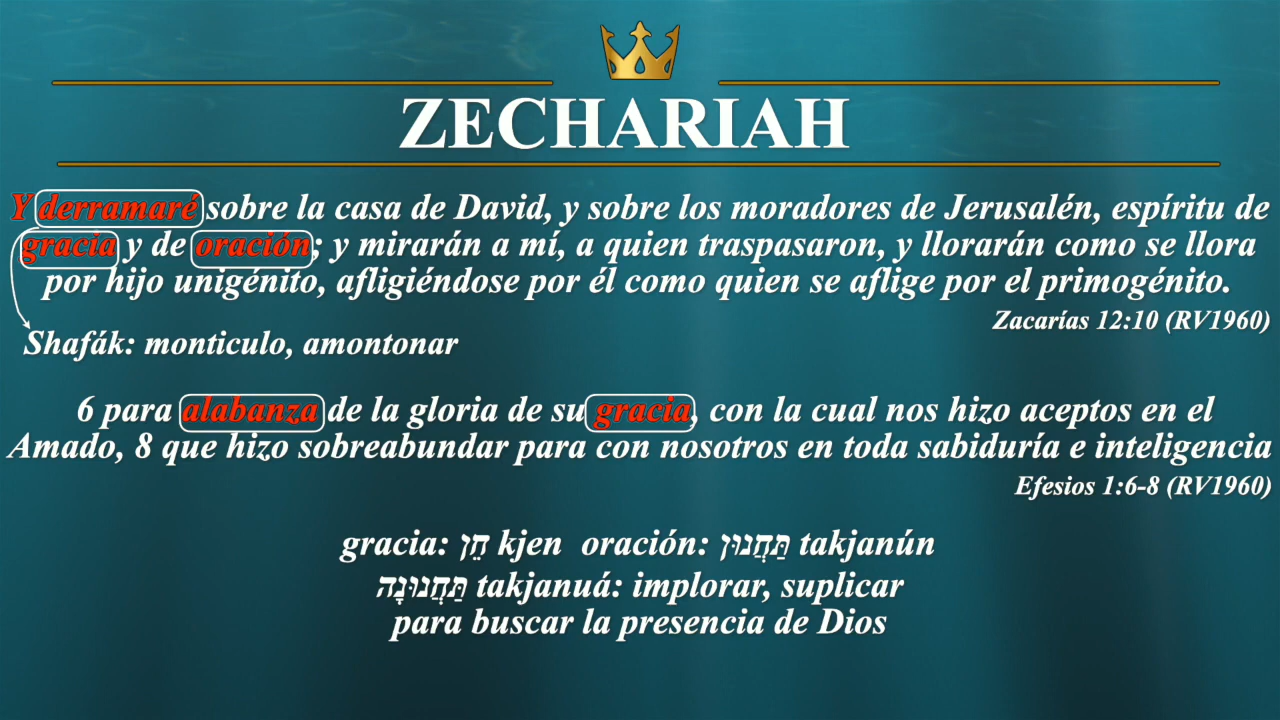 ZECHARIAH
Y derramaré sobre la casa de David, y sobre los moradores de Jerusalén, espíritu de
gracia y de oración; y mirarán a mí, a quien traspasaron, y llorarán como se llora
por hijo unigénito, afligiéndose por él como quien se aflige por el primogénito.
Zacarías 12:10 (RV1960)
Shafák: monticulo, amontonar
6 para alabanza de la gloria de su gracia, con la cual nos hizo aceptos en el
Amado, 8 que hizo sobreabundar para con nosotros en toda sabiduría e inteligencia
Efesios 1:6-8 (RV1960)
gracia: חֵן kjen oración: תַּחֲנוּן takjanún
תַּחֲנוּנָה takjanuá: implorar, suplicar
para buscar la presencia de Dios